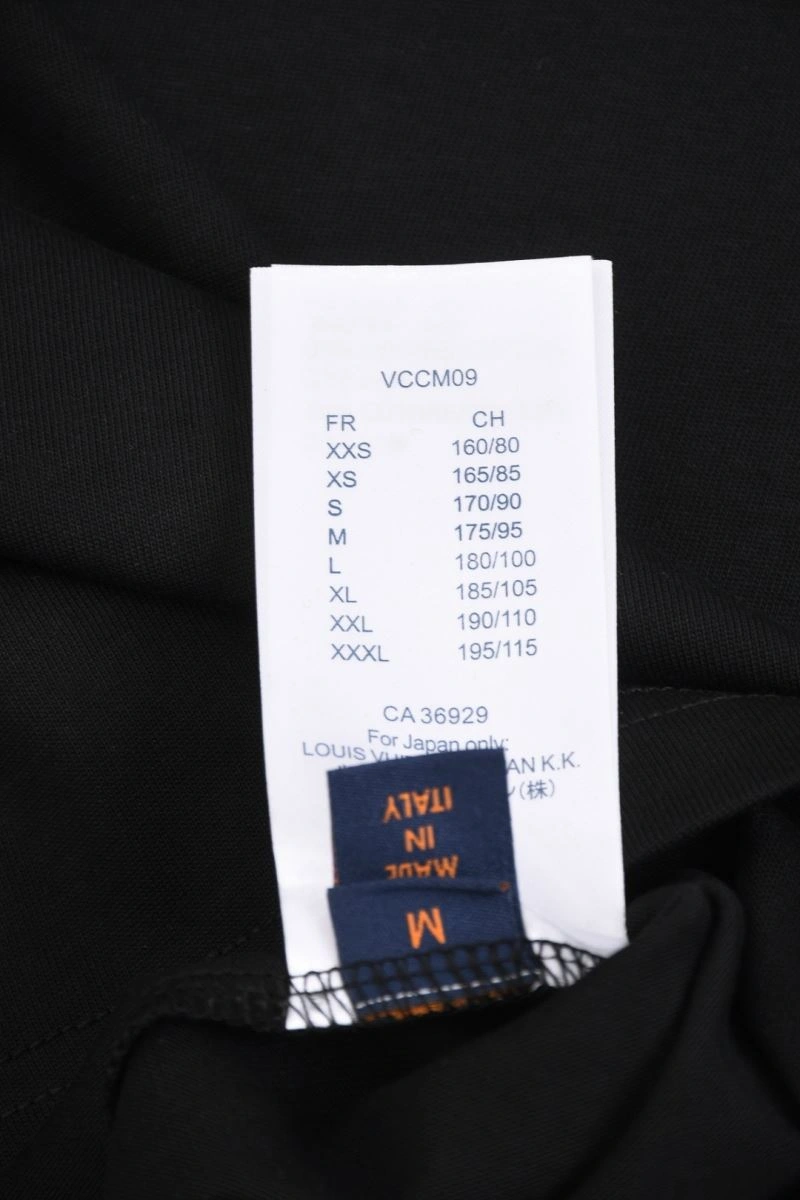 VCCM09
FR CH
XXS 160/80
XS 165/85
S 170/90
M 175/95
L 180/100
XL 185/105
XXL 190/110
XXXL 195/115
CA 36929
For Japan only:
LOUIS K.K.
(株)
MADE
IN
ITALY
M